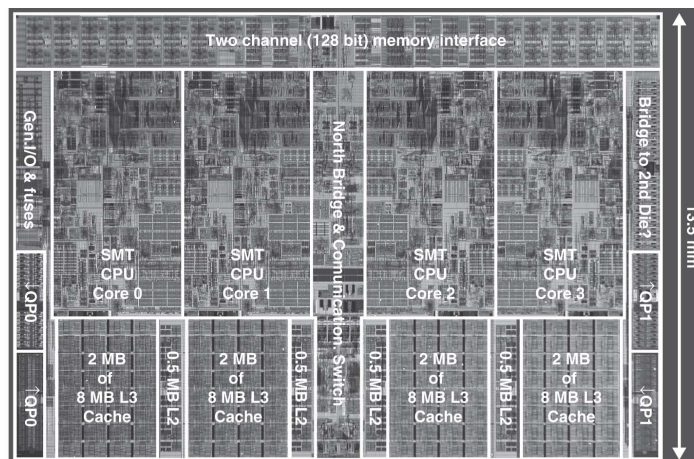 Two channel (128 bit) memory interface
Gen.I/O & fuses
SMT
CPU
Core 0
SMT
CPU
Core 1
North Bridge & Comunication Switch
SMT
CPU
Core 2
SMT
CPU
Core 3
Bridge to 2nd Die?
↑QP0
↑QP1
↑QP0
2 MB
of
8 MB L3
Cache
0.5 MB L2
2 MB
of
8 MB L3
Cache
0.5 MB L2
0.5 MB L2
2 MB
of
8 MB L3
Cache
0.5 MB L2
2 MB
of
8 MB L3
Cache
↑QP1